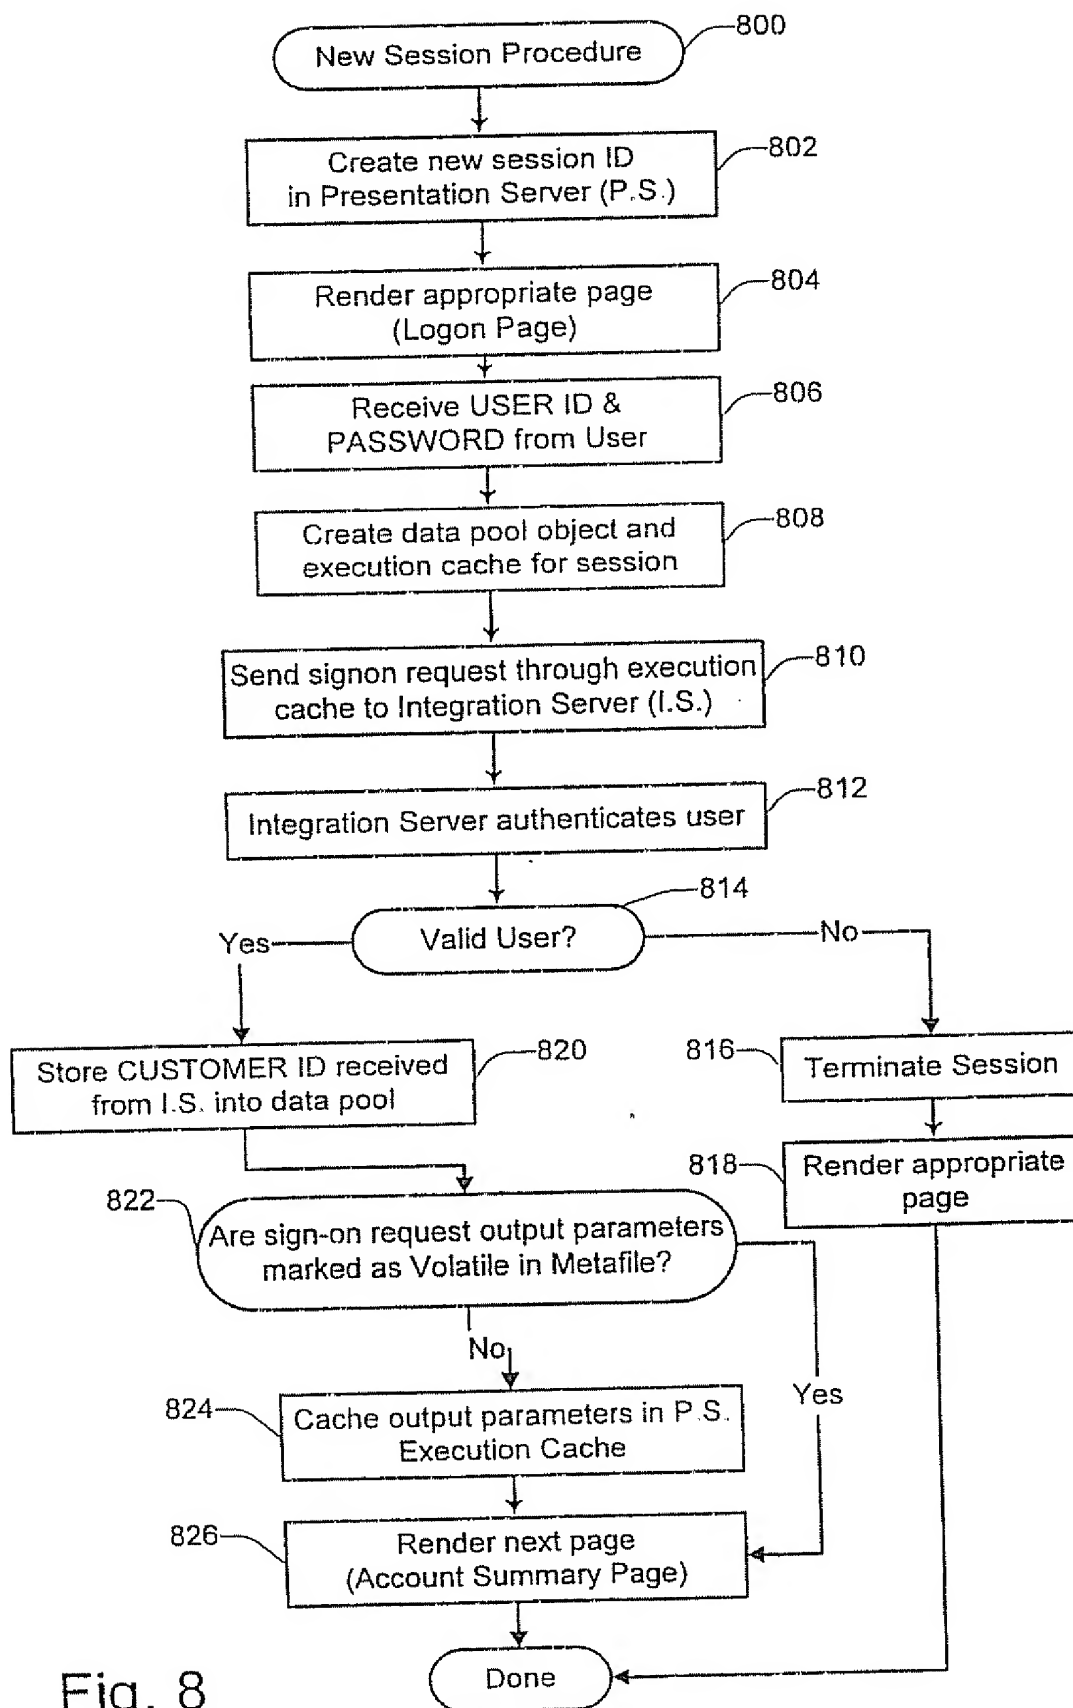 New Session Procedure
800
Create new session ID
in Presentation Server (P.S.)
802
Render appropriate page
(Logon Page)
804
Receive USER ID &
PASSWORD from User
806
Create data pool object and
execution cache for session
808
Send signon request through execution
cache to Integration Server (I.S.)
810
Integration Server authenticates user
812
Valid User?
814
Yes
No
Store CUSTOMER ID received
from I.S. into data pool
820
816
Terminate Session
818
Render appropriate
page
822
Are sign-on request output parameters
marked as Volatile in Metafile?
No
Yes
824
Cache output parameters in P.S.
Execution Cache
826
Render next page
(Account Summary Page)
Done
Fig. 8